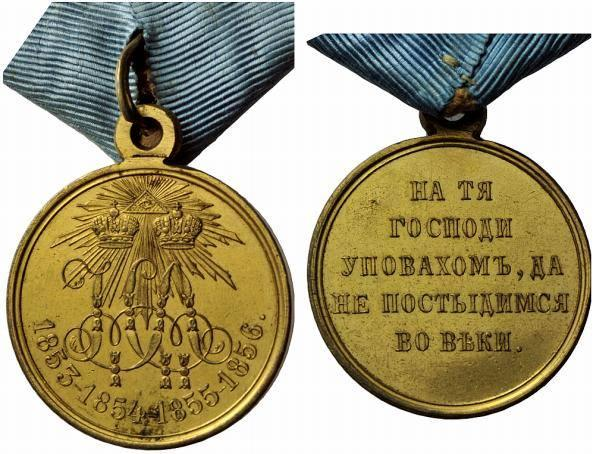 1853-1854-1855-1856.
НА ТЯ
ГОСПОДИ
УПОВАХОМЪ, ДА
НЕ ПОСТЫДИМСЯ
ВО ВѢКИ.